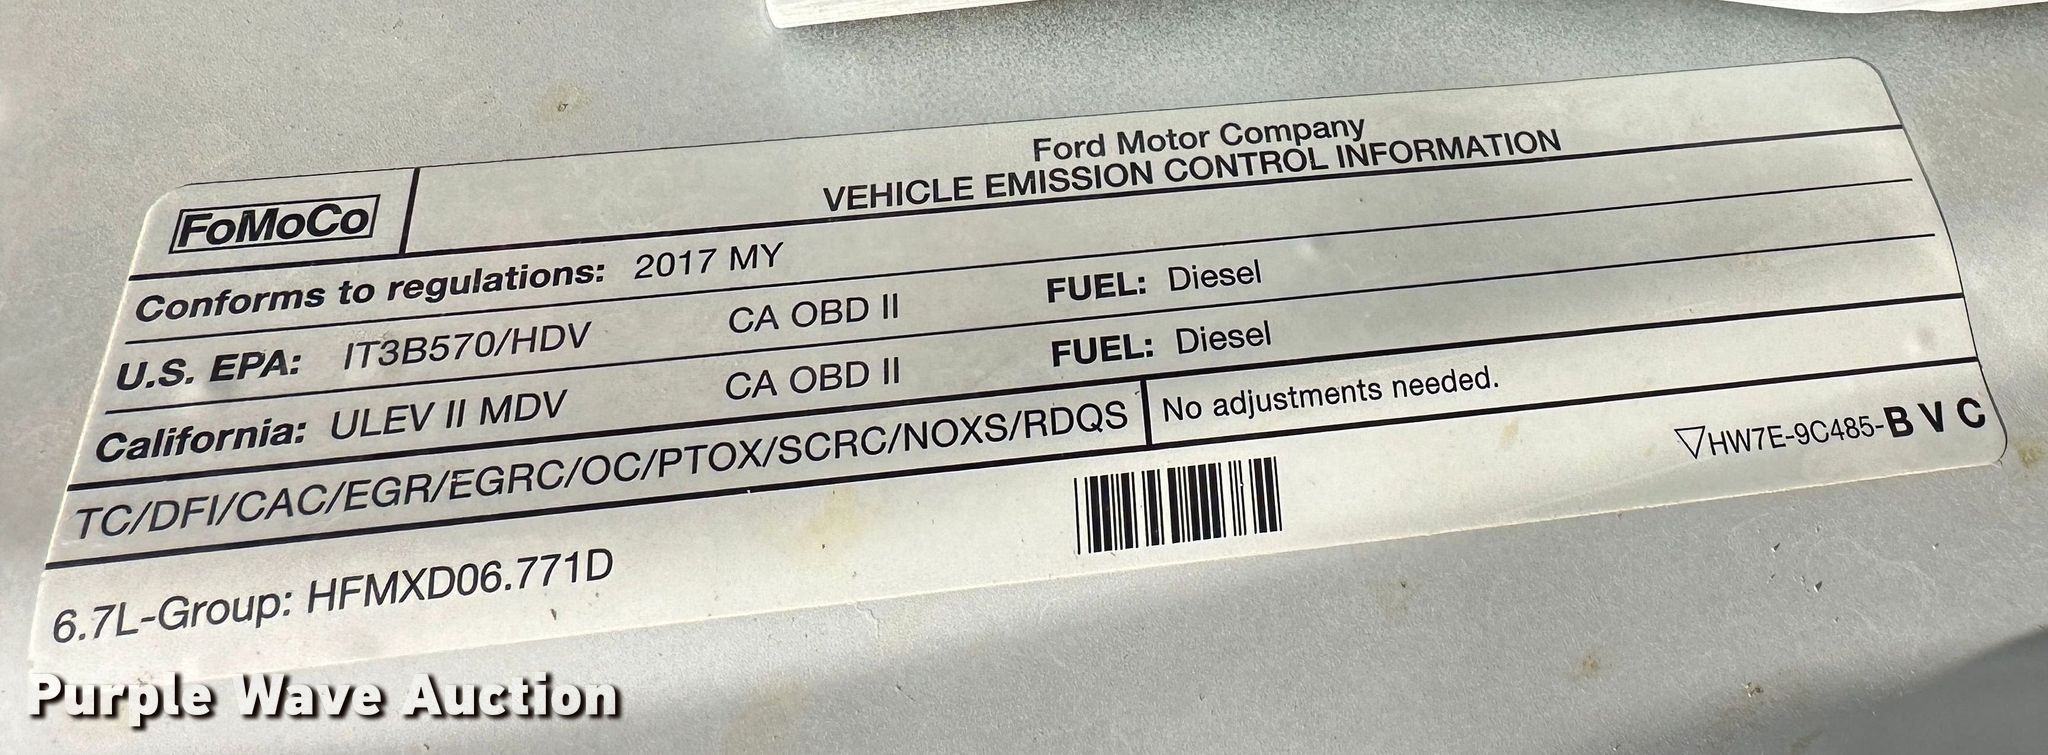 FoMoCo
Ford Motor Company
VEHICLE EMISSION CONTROL INFORMATION
Conforms to regulations: 2017 MY
U.S. EPA: IT3B570/HDV CA OBD II FUEL: Diesel
California: ULEV II MDV CA OBD II FUEL: Diesel
TC/DFI/CAC/EGR/EGRC/OC/PTOX/SCRC/NOXS/RDQS No adjustments needed.
6.7L-Group: HFMXD06.771D
HW7E-9C485-BVC
Purple Wave Auction